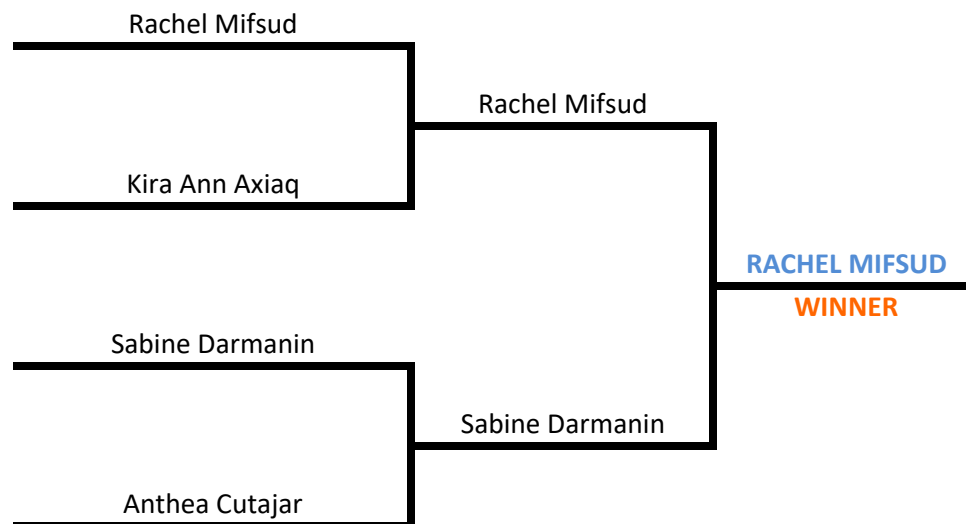 Rachel Mifsud
Rachel Mifsud
Kira Ann Axiaq
RACHEL MIFSUD
WINNER
Sabine Darmanin
Sabine Darmanin
Anthea Cutajar